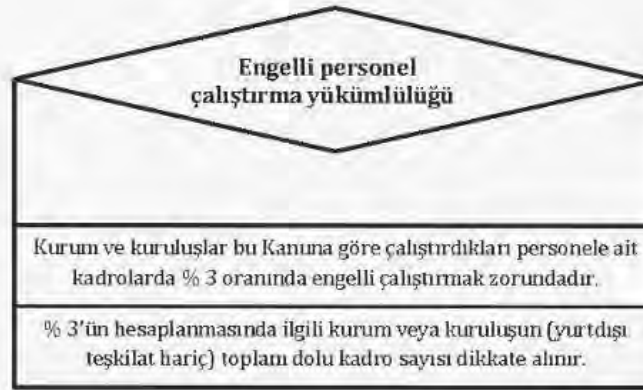 Engelli personel
çalıştırma yükümlülüğü
Kurum ve kuruluşlar bu Kanuna göre çalıştırdıkları personele ait
kadrolarda % 3 oranında engelli çalıştırmak zorundadır.
% 3'ün hesaplanmasında ilgili kurum veya kuruluşun (yurtdışı
teşkilat hariç) toplam dolu kadro sayısı dikkate alınır.